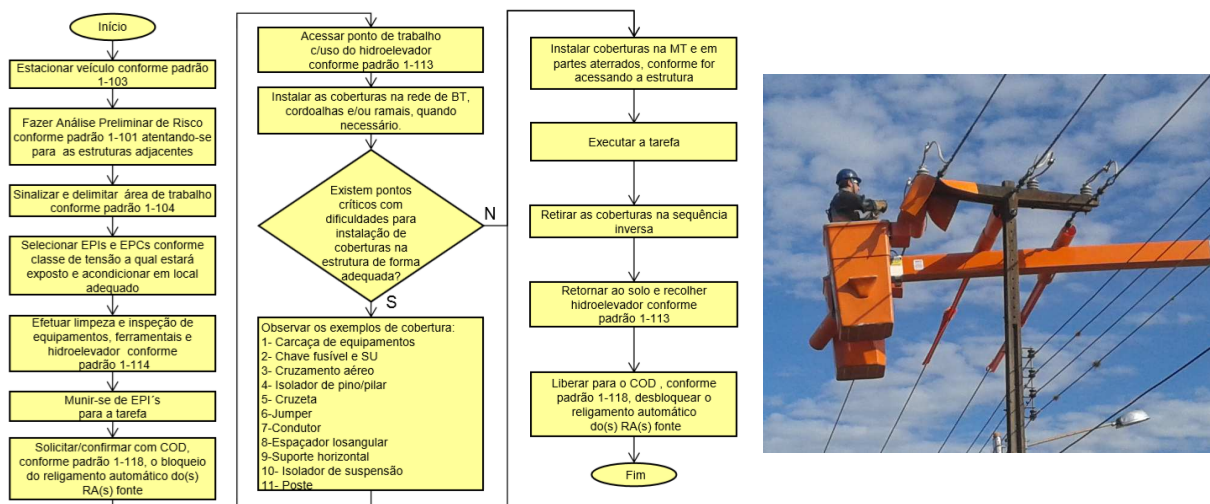 Início
Estacionar veículo conforme padrão
1-103
Fazer Análise Preliminar de Risco
conforme padrão 1-101 atentando-se
para as estruturas adjacentes
Sinalizar e delimitar área de trabalho
conforme padrão 1-104
Selecionar EPIs e EPCs conforme
classe de tensão a qual estará
exposto e acondicionar em local
adequado
Efetuar limpeza e inspeção de
equipamentos, ferramentais e
hidroelevador conforme
padrão 1-114
Munir-se de EPI´s
para a tarefa
Solicitar/confirmar com COD,
conforme padrão 1-118, o bloqueio
do religamento automático do(s)
RA(s) fonte
Acessar ponto de trabalho
c/uso do hidroelevador
conforme padrão 1-113
Instalar as coberturas na rede de BT,
cordoalhas e/ou ramais, quando
necessário.
Existem pontos
críticos com
dificuldades para
instalação de
coberturas na
estrutura de forma
adequada?
N
S
Observar os exemplos de cobertura:
1- Carcaça de equipamentos
2- Chave fusível e SU
3- Cruzamento aéreo
4- Isolador de pino/pilar
5- Cruzeta
6-Jumper
7-Condutor
8-Espaçador losangular
9-Suporte horizontal
10- Isolador de suspensão
11- Poste
Instalar coberturas na MT e em
partes aterrados, conforme for
acessando a estrutura
Executar a tarefa
Retirar as coberturas na sequência
inversa
Retornar ao solo e recolher
hidroelevador conforme
padrão 1-113
Liberar para o COD , conforme
padrão 1-118, desbloquear o
religamento automático
do(s) RA(s) fonte
Fim